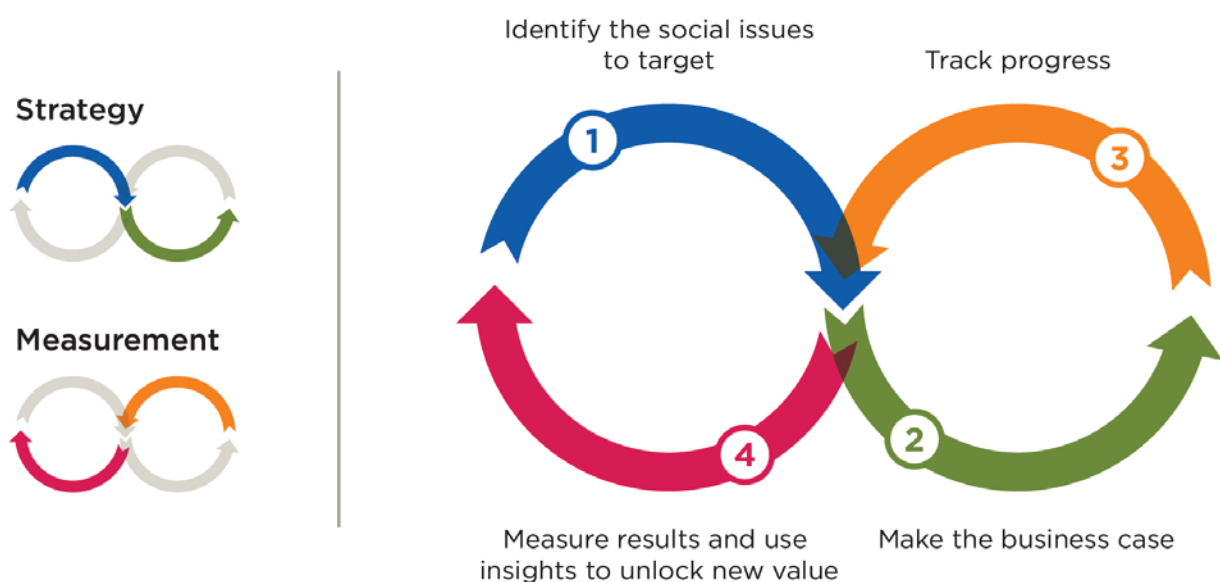 Strategy
Measurement
Identify the social issues
to target
Track progress
1
3
4
2
Measure results and use
insights to unlock new value
Make the business case